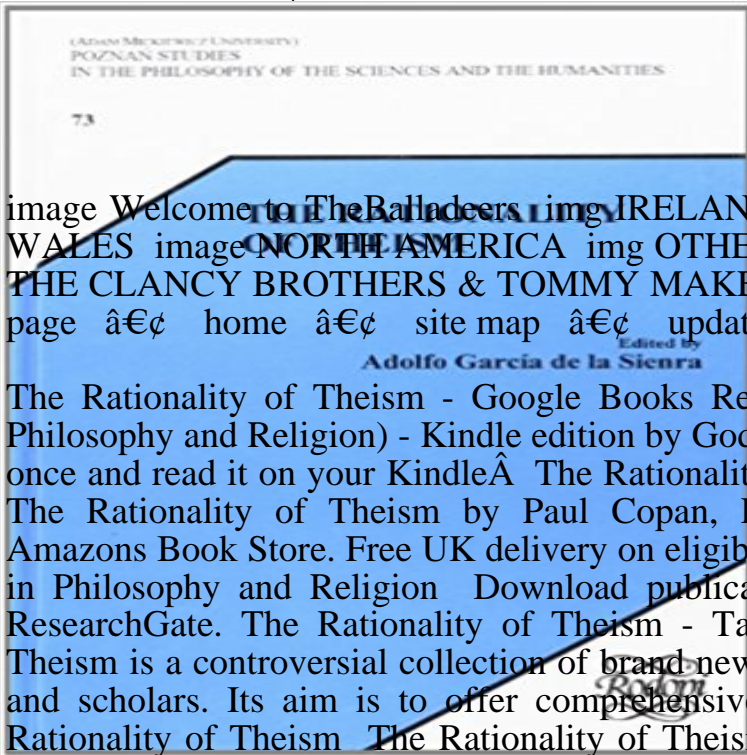 (ADAM MICKIEWICZ UNIVERSITY)
POZNAŃ STUDIES
IN THE PHILOSOPHY OF THE SCIENCES AND THE HUMANITIES
73
image Welcome to TheBalladeers img IRELAN
THE RATIONALITY
WALES image NORTH AMERICA img OTHE
OF THEISM
THE CLANCY BROTHERS & TOMMY MAKE
page â€¢ home â€¢ site map â€¢ updat
Edited by
Adolfo García de la Sienra
The Rationality of Theism - Google Books Re
Philosophy and Religion) - Kindle edition by God
once and read it on your KindleÂ The Rationalit
The Rationality of Theism by Paul Copan,
Amazons Book Store. Free UK delivery on eligib
in Philosophy and Religion Download publica
ResearchGate. The Rationality of Theism - Ta
Theism is a controversial collection of brand new
and scholars. Its aim is to offer comprehensive
Rodopi
Rationality of Theism The Rationality of Theis